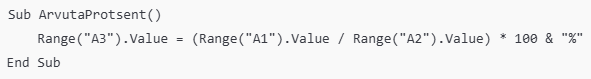 Sub ArvutaProtsent()
    Range("A3").Value = (Range("A1").Value / Range("A2").Value) * 100 & "%"
End Sub